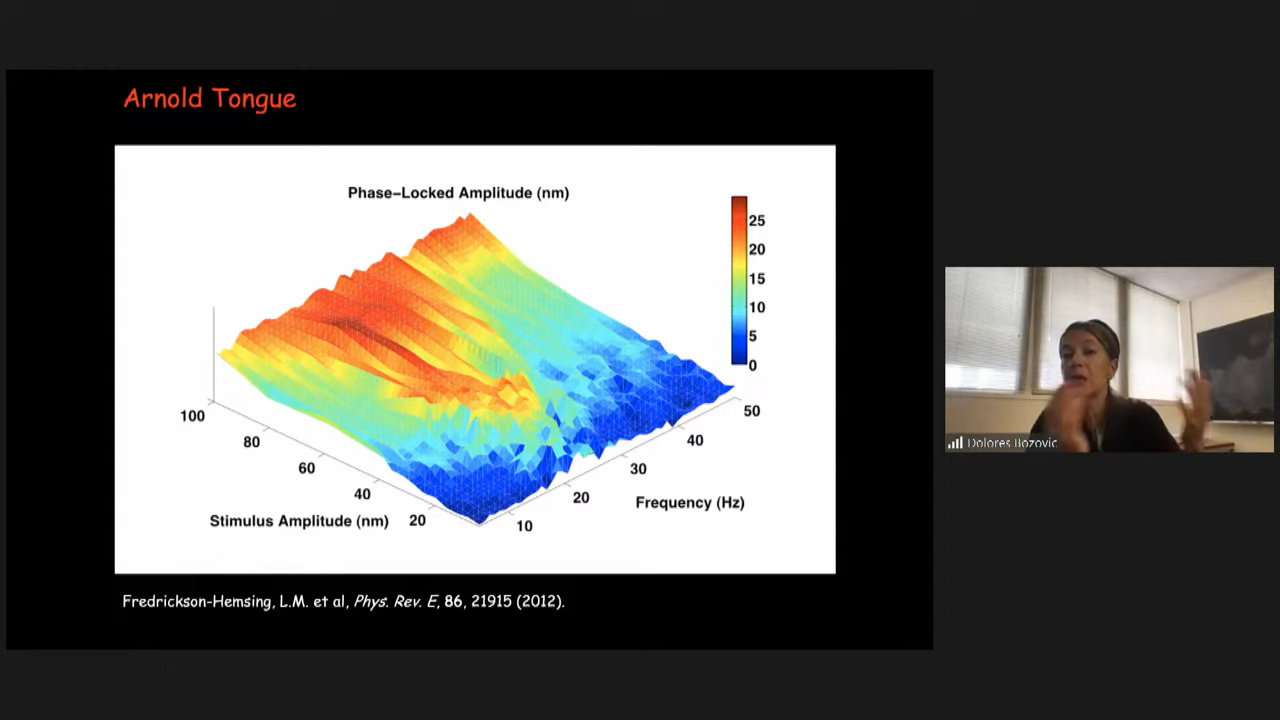 Arnold Tongue
Phase-Locked Amplitude (nm)
25
20
15
10
5
0
100
80
60
40
20
Stimulus Amplitude (nm)
50
40
30
20
10
Frequency (Hz)
Dolores Bozovic
Fredrickson-Hemsing, L.M. et al, Phys. Rev. E, 86, 21915 (2012).